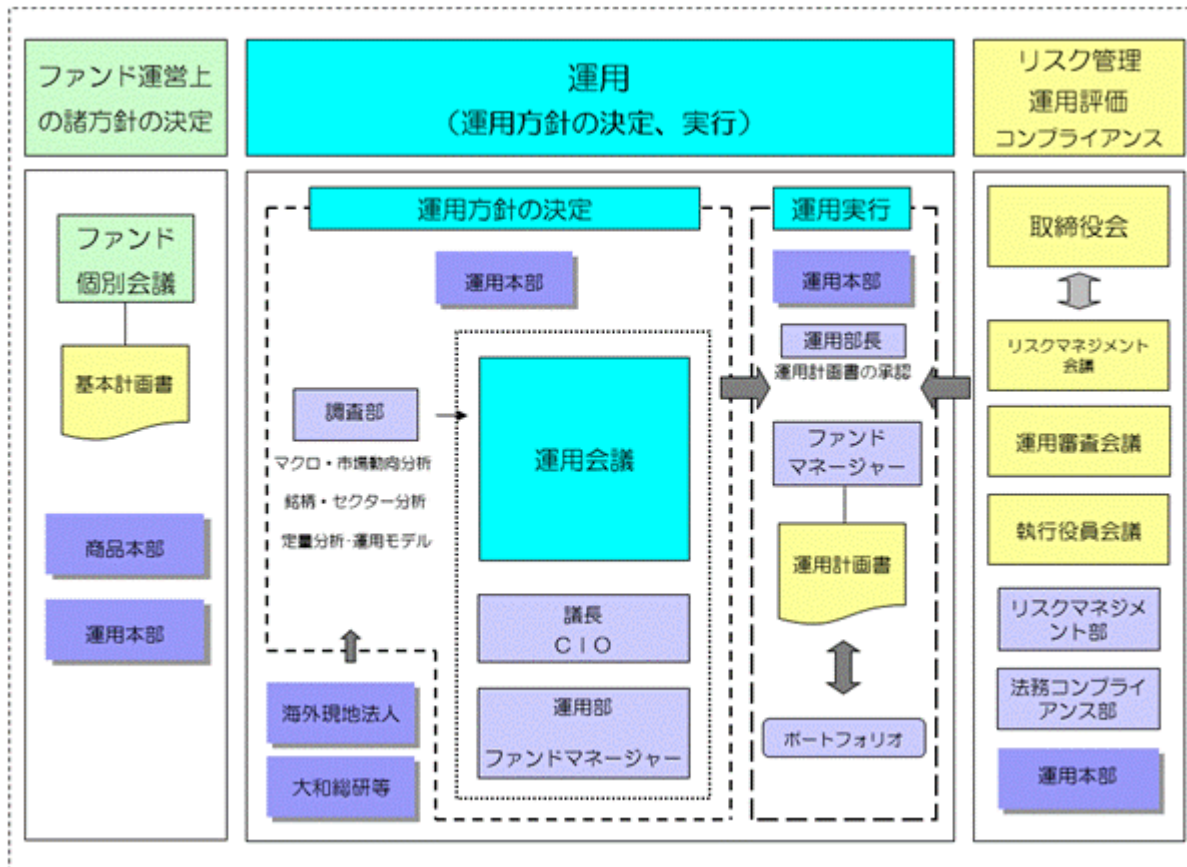 ファンド運営上
の諸方針の決定
運用
（運用方針の決定、実行）
リスク管理
運用評価
コンプライアンス
ファンド
個別会議
基本計画書
商品本部
運用本部
運用方針の決定
運用本部
調査部
マクロ・市場動向分析
銘柄・セクター分析
定量分析・運用モデル
運用会議
議長
ＣＩＯ
運用部
ファンドマネージャー
海外現地法人
大和総研等
運用実行
運用本部
運用部長
運用計画書の承認
ファンド
マネージャー
運用計画書
ポートフォリオ
取締役会
リスクマネジメント
会議
運用審査会議
執行役員会議
リスクマネジメ
ント部
法務コンプライ
アンス部
運用本部